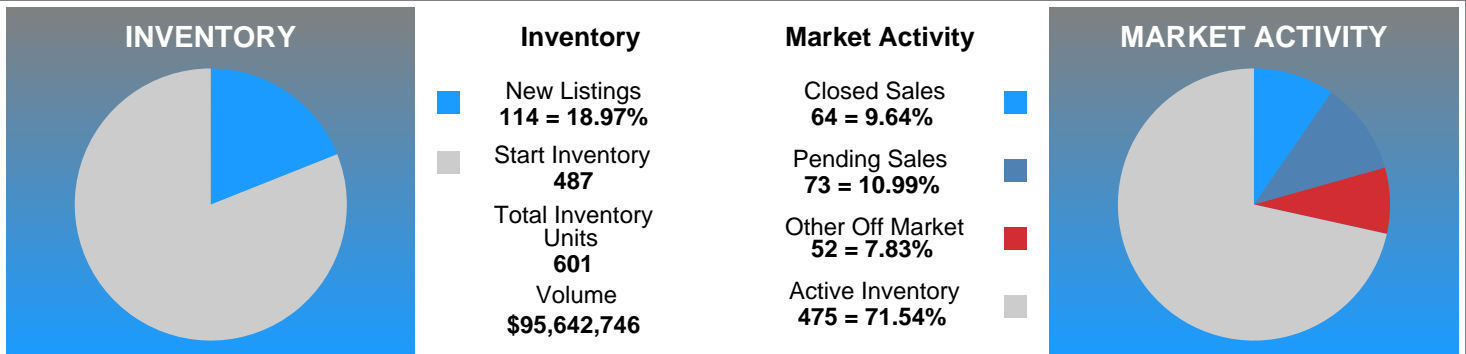 INVENTORY
Inventory
New Listings
114 = 18.97%
Start Inventory
487
Total Inventory
Units
601
Volume
$95,642,746
Market Activity
Closed Sales
64 = 9.64%
Pending Sales
73 = 10.99%
Other Off Market
52 = 7.83%
Active Inventory
475 = 71.54%
MARKET ACTIVITY